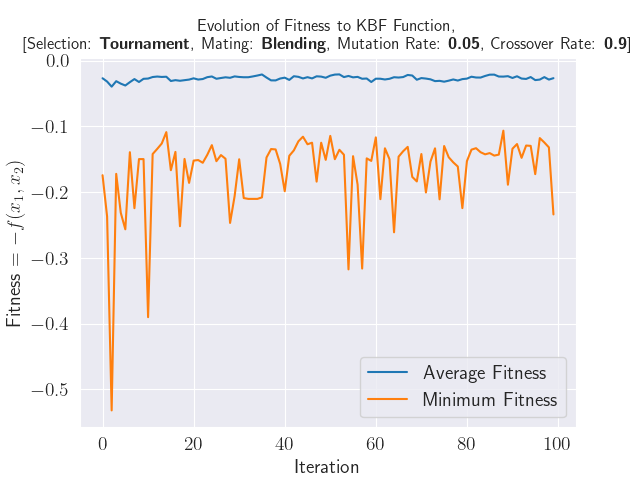 Evolution of Fitness to KBF Function,
[Selection: Tournament, Mating: Blending, Mutation Rate: 0.05, Crossover Rate: 0.9]
0.0
−0.1
−0.2
−0.3
−0.4
−0.5
Fitness = −f(x₁, x₂)
Average Fitness
Minimum Fitness
0 20 40 60 80 100
Iteration